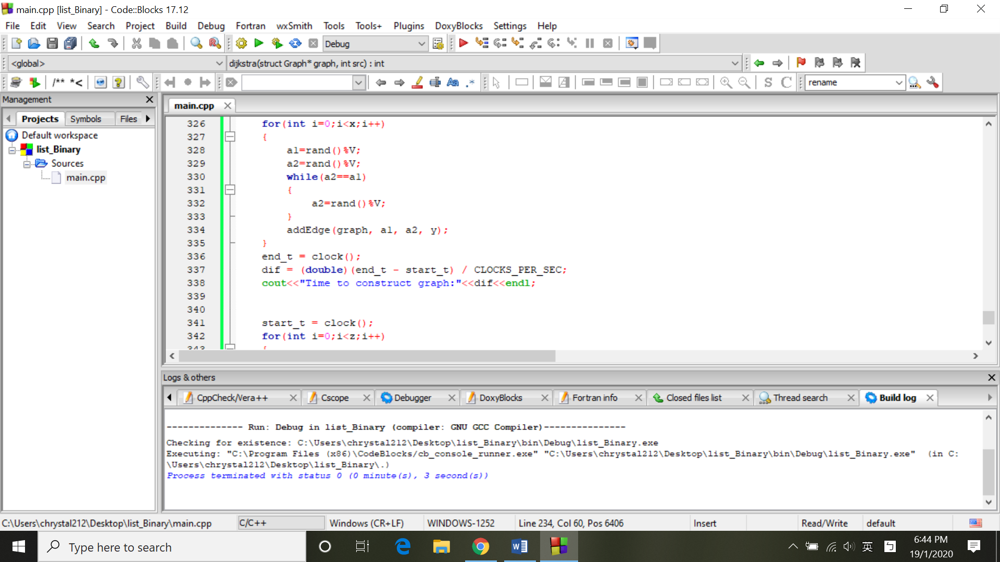 main.cpp [list_Binary] - Code::Blocks 17.12
File Edit View Search Project Build Debug Fortran wxSmith Tools Tools+ Plugins DoxyBlocks Settings Help
Debug
<global> dijkstra(struct Graph* graph, int src) : int
/** *< S C rename
Management
main.cpp
Projects Symbols Files
Default workspace
list_Binary
Sources
main.cpp
326 for(int i=0;i<x;i++)
327 {
328 a1=rand()%V;
329 a2=rand()%V;
330 while(a2==a1)
331 {
332 a2=rand()%V;
333 }
334 addEdge(graph, a1, a2, y);
335 }
336 end_t = clock();
337 dif = (double)(end_t - start_t) / CLOCKS_PER_SEC;
338 cout<<"Time to construct graph:"<<dif<<endl;
339
340
341 start_t = clock();
342 for(int i=0;i<z;i++)
343 {
Logs & others
CppCheck/Vera++ Cscope Debugger DoxyBlocks Fortran info Closed files list Thread search Build log
-------------- Run: Debug in list_Binary (compiler: GNU GCC Compiler)---------------
Checking for existence: C:\Users\chrystal212\Desktop\list_Binary\bin\Debug\list_Binary.exe
Executing: "C:\Program Files (x86)\CodeBlocks/cb_console_runner.exe" "C:\Users\chrystal212\Desktop\list_Binary\bin\Debug\list_Binary.exe" (in C:
\Users\chrystal212\Desktop\list_Binary\.)
Process terminated with status 0 (0 minute(s), 3 second(s))
C:\Users\chrystal212\Desktop\list_Binary\main.cpp C/C++ Windows (CR+LF) WINDOWS-1252 Line 234, Col 60, Pos 6406 Insert Read/Write default
Type here to search
英 ㄅ
6:44 PM
19/1/2020